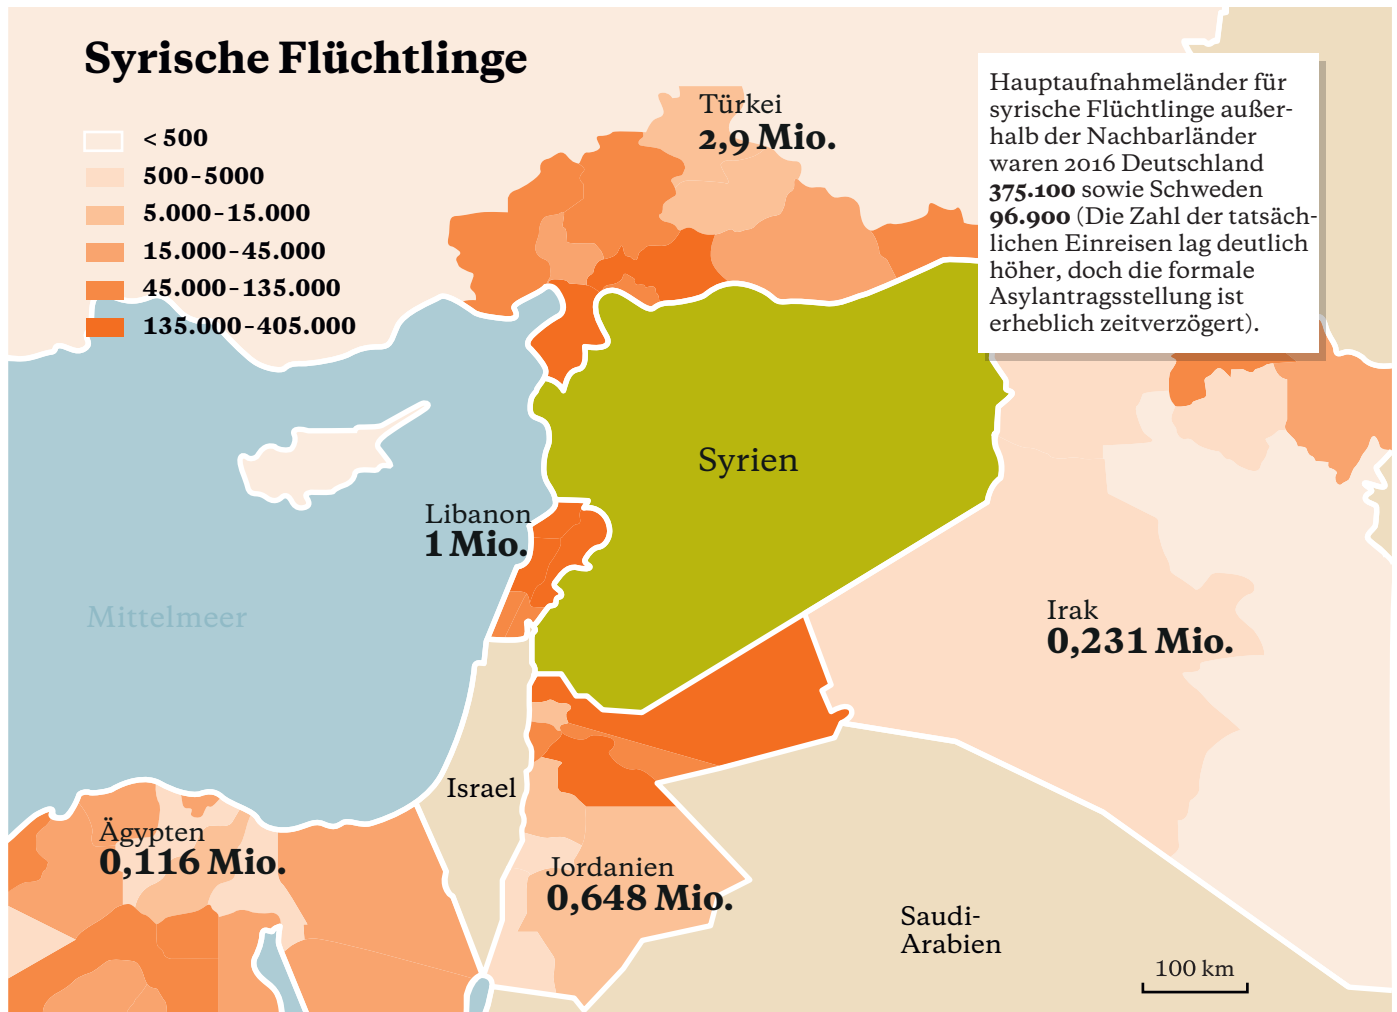 Syrische Flüchtlinge
< 500
500–5000
5.000–15.000
15.000–45.000
45.000–135.000
135.000–405.000
Türkei
2,9 Mio.
Hauptaufnahmeländer für
syrische Flüchtlinge außer-
halb der Nachbarländer
waren 2016 Deutschland
375.100 sowie Schweden
96.900 (Die Zahl der tatsäch-
lichen Einreisen lag deutlich
höher, doch die formale
Asylantragsstellung ist
erheblich zeitverzögert).
Syrien
Libanon
1 Mio.
Mittelmeer
Irak
0,231 Mio.
Israel
Ägypten
0,116 Mio.
Jordanien
0,648 Mio.
Saudi-
Arabien
100 km